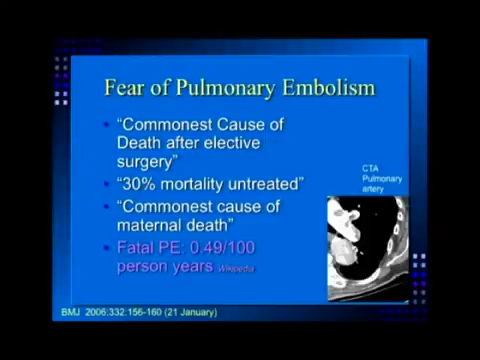 Fear of Pulmonary Embolism
• “Commonest Cause of
Death after elective
surgery”
• “30% mortality untreated”
• “Commonest cause of
maternal death”
• Fatal PE: 0.49/100
person years Wikipedia
CTA
Pulmonary
artery
BMJ 2006;332:156-160 (21 January)